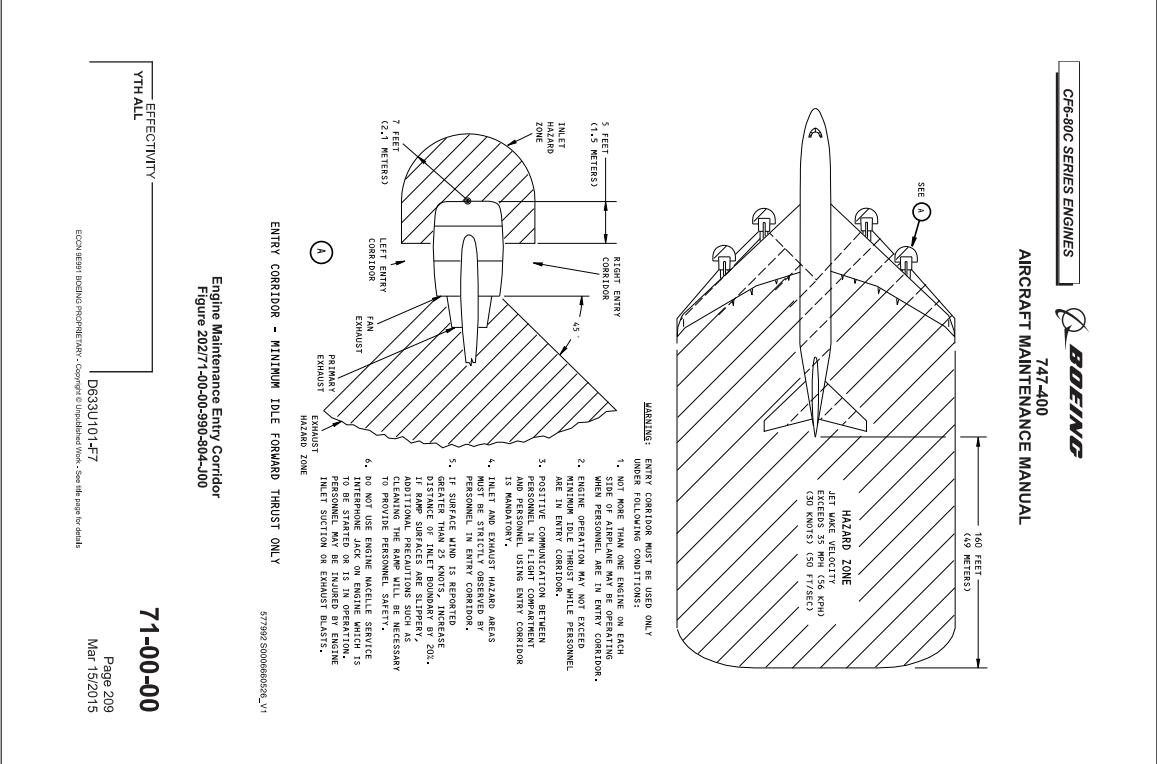 CF6-80C SERIES ENGINES
BOEING
747-400
AIRCRAFT MAINTENANCE MANUAL
160 FEET
(49 METERS)
SEE A
HAZARD ZONE
JET WAKE VELOCITY
EXCEEDS 35 MPH (56 KPH)
(30 KNOTS) (50 FT/SEC)
WARNING: ENTRY CORRIDOR MUST BE USED ONLY
UNDER FOLLOWING CONDITIONS:
1. NOT MORE THAN ONE ENGINE ON EACH
SIDE OF AIRPLANE MAY BE OPERATING
WHEN PERSONNEL ARE IN ENTRY CORRIDOR.
2. ENGINE OPERATION MAY NOT EXCEED
MINIMUM IDLE THRUST WHILE PERSONNEL
ARE IN ENTRY CORRIDOR.
3. POSITIVE COMMUNICATION BETWEEN
PERSONNEL IN FLIGHT COMPARTMENT
AND PERSONNEL USING ENTRY CORRIDOR
IS MANDATORY.
4. INLET AND EXHAUST HAZARD AREAS
MUST BE STRICTLY OBSERVED BY
PERSONNEL IN ENTRY CORRIDOR.
5. IF SURFACE WIND IS REPORTED
GREATER THAN 25 KNOTS, INCREASE
DISTANCE OF INLET BOUNDARY BY 20%.
IF RAMP SURFACES ARE SLIPPERY,
ADDITIONAL PRECAUTIONS SUCH AS
CLEANING THE RAMP WILL BE NECESSARY
TO PROVIDE PERSONNEL SAFETY.
6. DO NOT USE ENGINE NACELLE SERVICE
INTERPHONE JACK ON ENGINE WHICH IS
TO BE STARTED OR IS IN OPERATION.
PERSONNEL MAY BE INJURED BY ENGINE
INLET SUCTION OR EXHAUST BLASTS.
5 FEET
(1.5 METERS)
RIGHT ENTRY
CORRIDOR
45°
INLET
HAZARD
ZONE
7 FEET
(2.1 METERS)
LEFT ENTRY
CORRIDOR
FAN
EXHAUST
PRIMARY
EXHAUST
EXHAUST
HAZARD ZONE
A
ENTRY CORRIDOR - MINIMUM IDLE FORWARD THRUST ONLY
577992 S0006660526_V1
Engine Maintenance Entry Corridor
Figure 202/71-00-00-990-804-J00
EFFECTIVITY
YTH ALL
71-00-00
D633U101-F7
Page 209
Mar 15/2015
ECCN 9E991 BOEING PROPRIETARY - Copyright © Unpublished Work - See title page for details